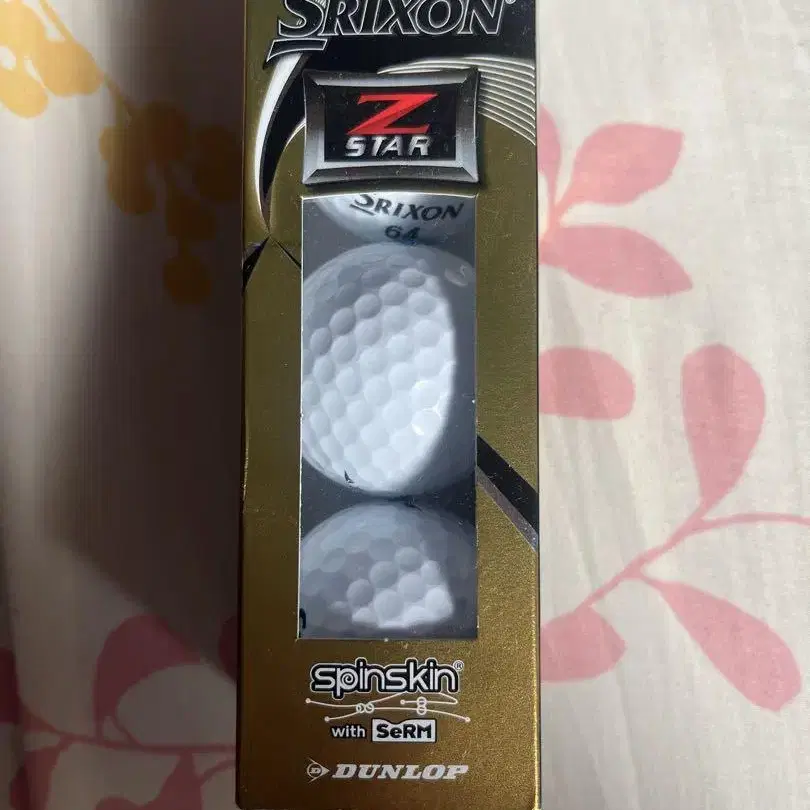 SRIXON®
Z
STAR
SRIXON
64
spinskin®
with SeRM
DUNLOP